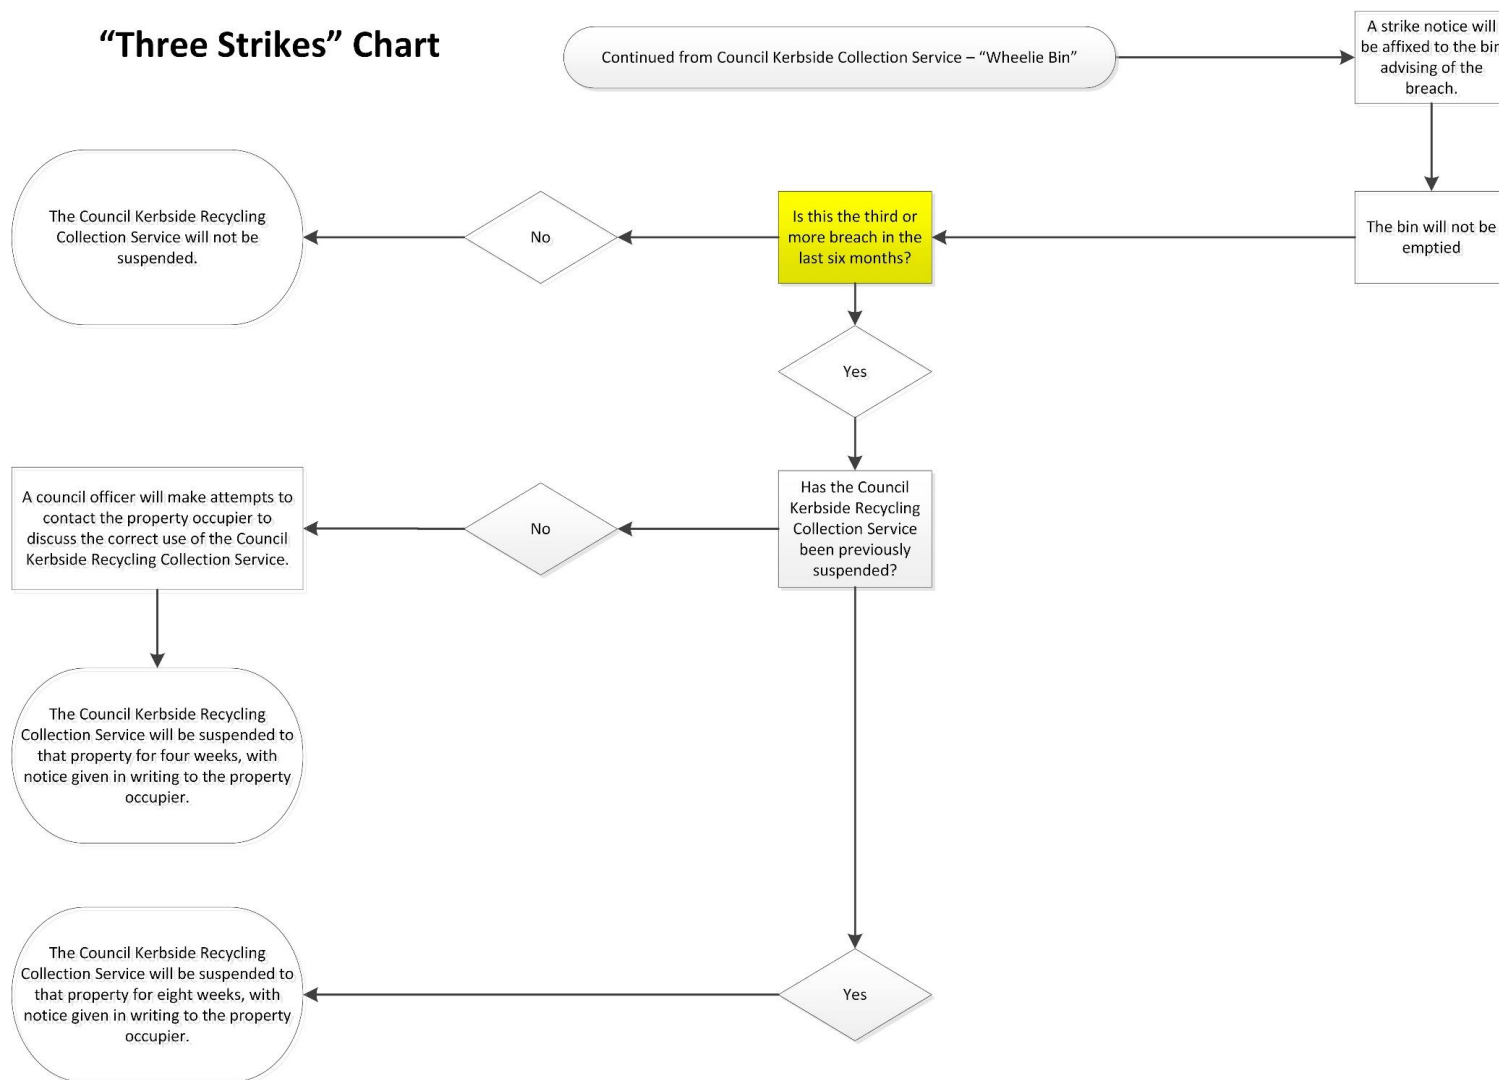 “Three Strikes” Chart
Continued from Council Kerbside Collection Service – “Wheelie Bin”
A strike notice will
be affixed to the bin
advising of the
breach.
The bin will not be
emptied
Is this the third or
more breach in the
last six months?
No
The Council Kerbside Recycling
Collection Service will not be
suspended.
Yes
Has the Council
Kerbside Recycling
Collection Service
been previously
suspended?
No
A council officer will make attempts to
contact the property occupier to
discuss the correct use of the Council
Kerbside Recycling Collection Service.
The Council Kerbside Recycling
Collection Service will be suspended to
that property for four weeks, with
notice given in writing to the property
occupier.
Yes
The Council Kerbside Recycling
Collection Service will be suspended to
that property for eight weeks, with
notice given in writing to the property
occupier.